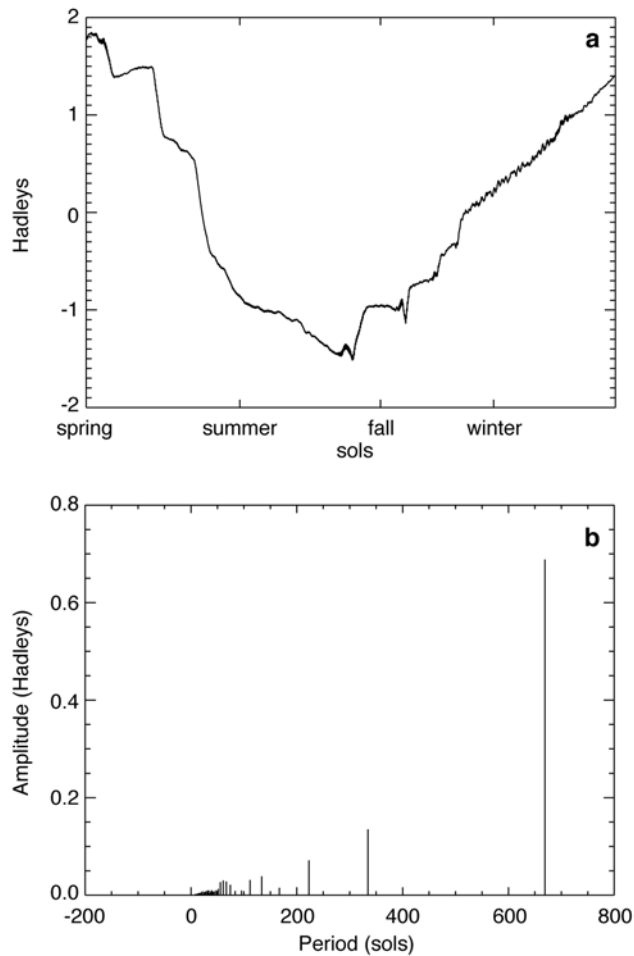 2
a
1
Hadleys
0
-1
-2
spring summer fall winter
sols
0.8
b
0.6
Amplitude (Hadleys)
0.4
0.2
0.0
-200 0 200 400 600 800
Period (sols)